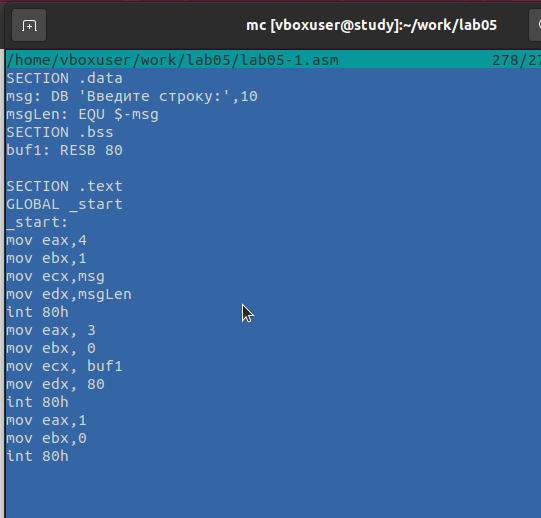 mc [vboxuser@study]:~/work/lab05
/home/vboxuser/work/lab05/lab05-1.asm 278/27
SECTION .data
msg: DB 'Введите строку:',10
msgLen: EQU $-msg
SECTION .bss
buf1: RESB 80
SECTION .text
GLOBAL _start
_start:
mov eax,4
mov ebx,1
mov ecx,msg
mov edx,msgLen
int 80h
mov eax, 3
mov ebx, 0
mov ecx, buf1
mov edx, 80
int 80h
mov eax,1
mov ebx,0
int 80h